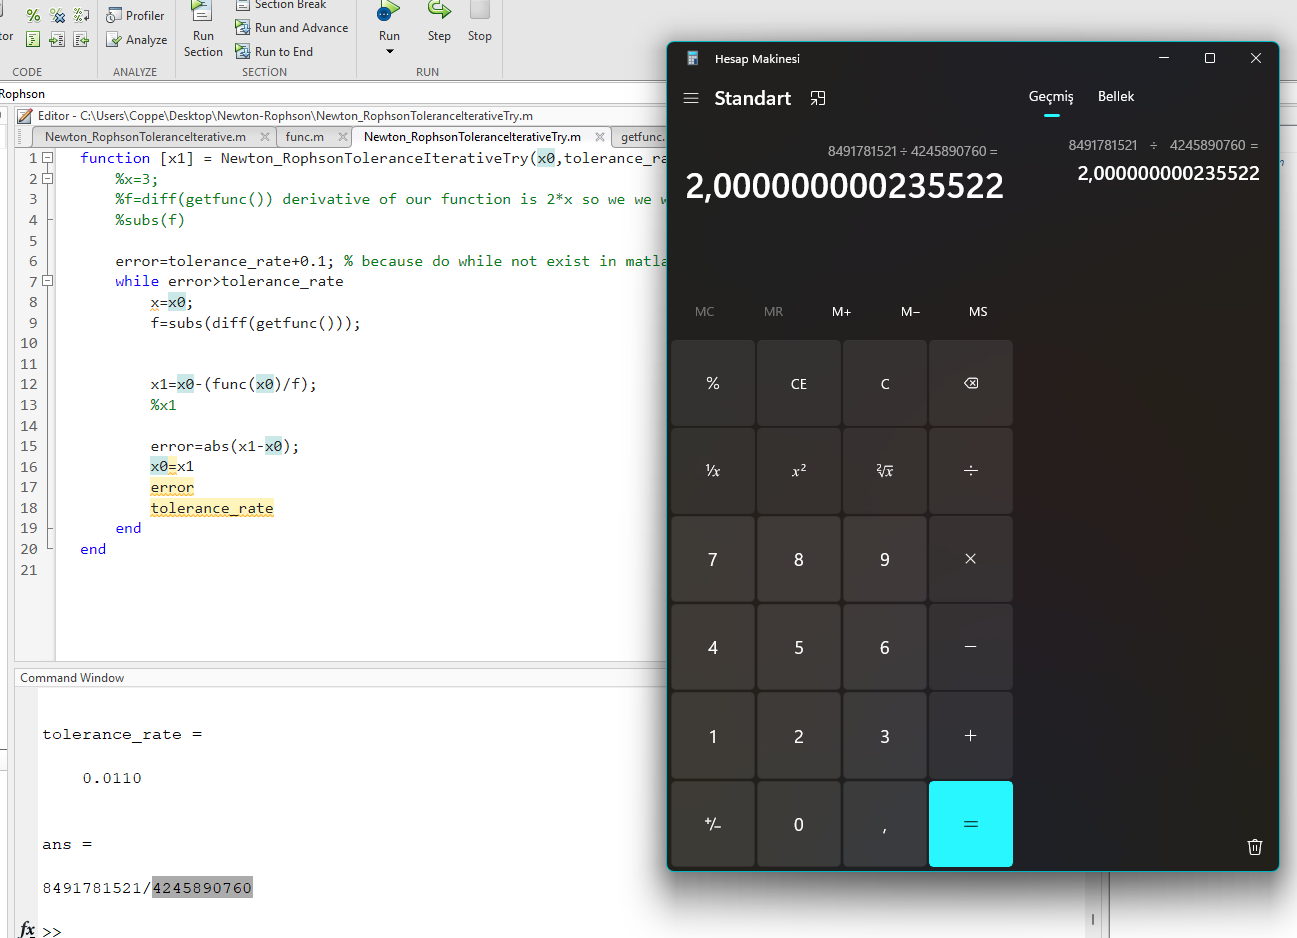 Section Break
Profiler
Run and Advance
Analyze
Run
Section
Run to End
Run
Step
Stop
CODE
ANALYZE
SECTİON
RUN
Rophson
Editor - C:\Users\Coppe\Desktop\Newton-Rophson\Newton_RophsonToleranceIterativeTry.m
Newton_RophsonToleranceIterative.m
func.m
Newton_RophsonToleranceIterativeTry.m
getfunc.
1 function [x1] = Newton_RophsonToleranceIterativeTry(x0,tolerance_ra
2 %x=3;
3 %f=diff(getfunc()) derivative of our function is 2*x so we we w
4 %subs(f)
5
6 error=tolerance_rate+0.1; % because do while not exist in matla
7 while error>tolerance_rate
8 x=x0;
9 f=subs(diff(getfunc()));
10
11
12 x1=x0-(func(x0)/f);
13 %x1
14
15 error=abs(x1-x0);
16 x0=x1
17 error
18 tolerance_rate
19 end
20 end
21
Command Window
tolerance_rate =
0.0110
ans =
8491781521/4245890760
fx >>
Hesap Makinesi
Standart
Geçmiş
Bellek
8491781521 ÷ 4245890760 =
2,000000000235522
8491781521 ÷ 4245890760 =
2,000000000235522
MC MR M+ M− MS
% CE C
⅟x x² ²√x ÷
7 8 9 ×
4 5 6 −
1 2 3 +
+/− 0 , =